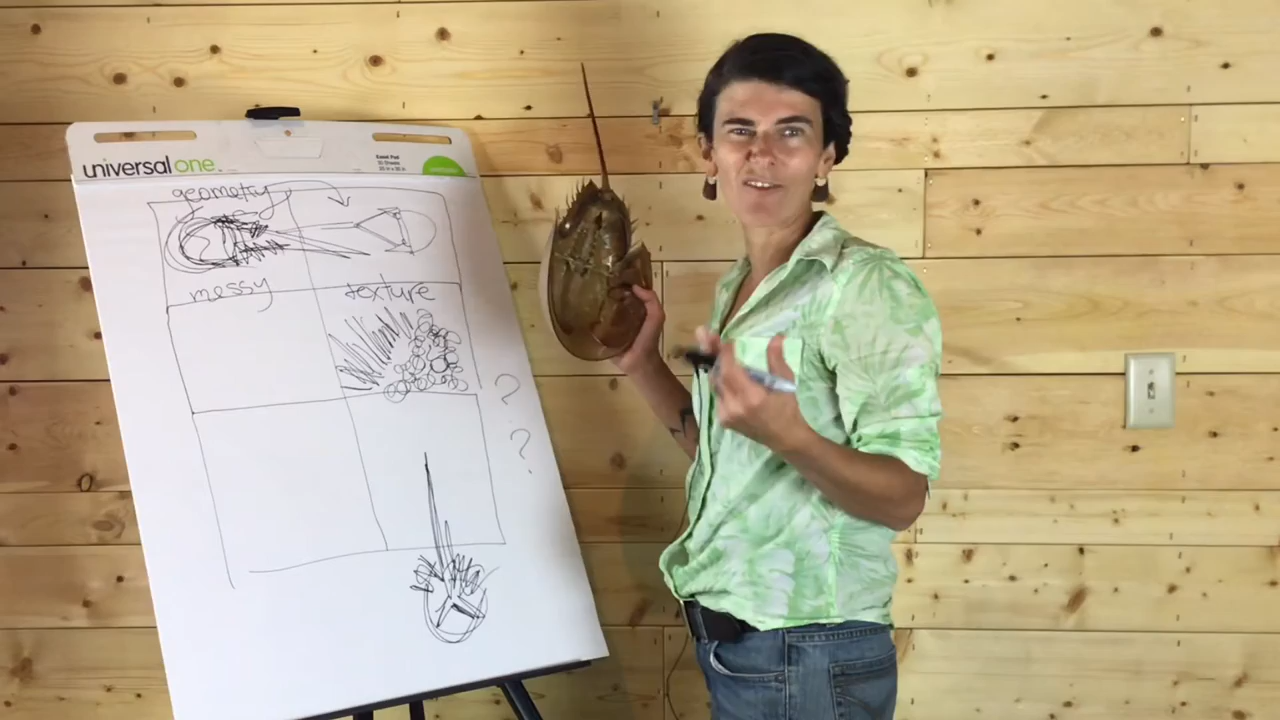 universal one
Easel Pad
geometry
messy
texture
?
?